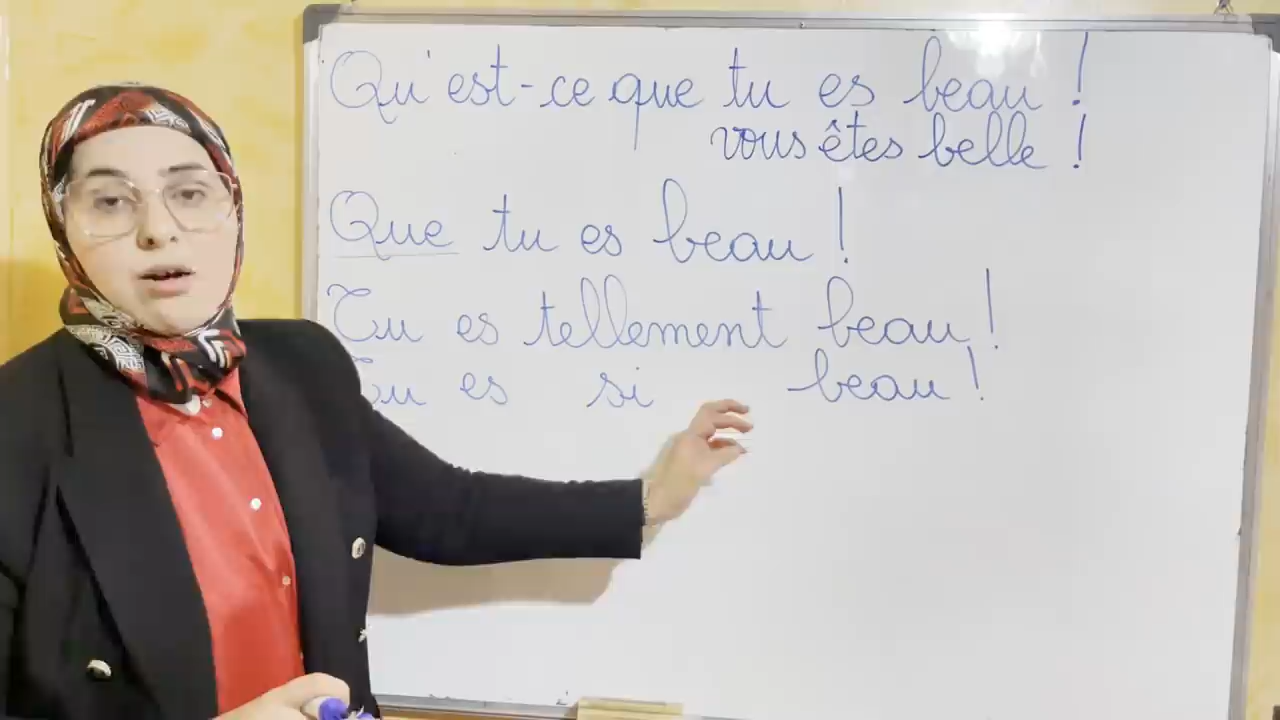 Qu'est-ce que tu es beau !
vous êtes belle !
Que tu es beau !
Tu es tellement beau !
Tu es si beau !